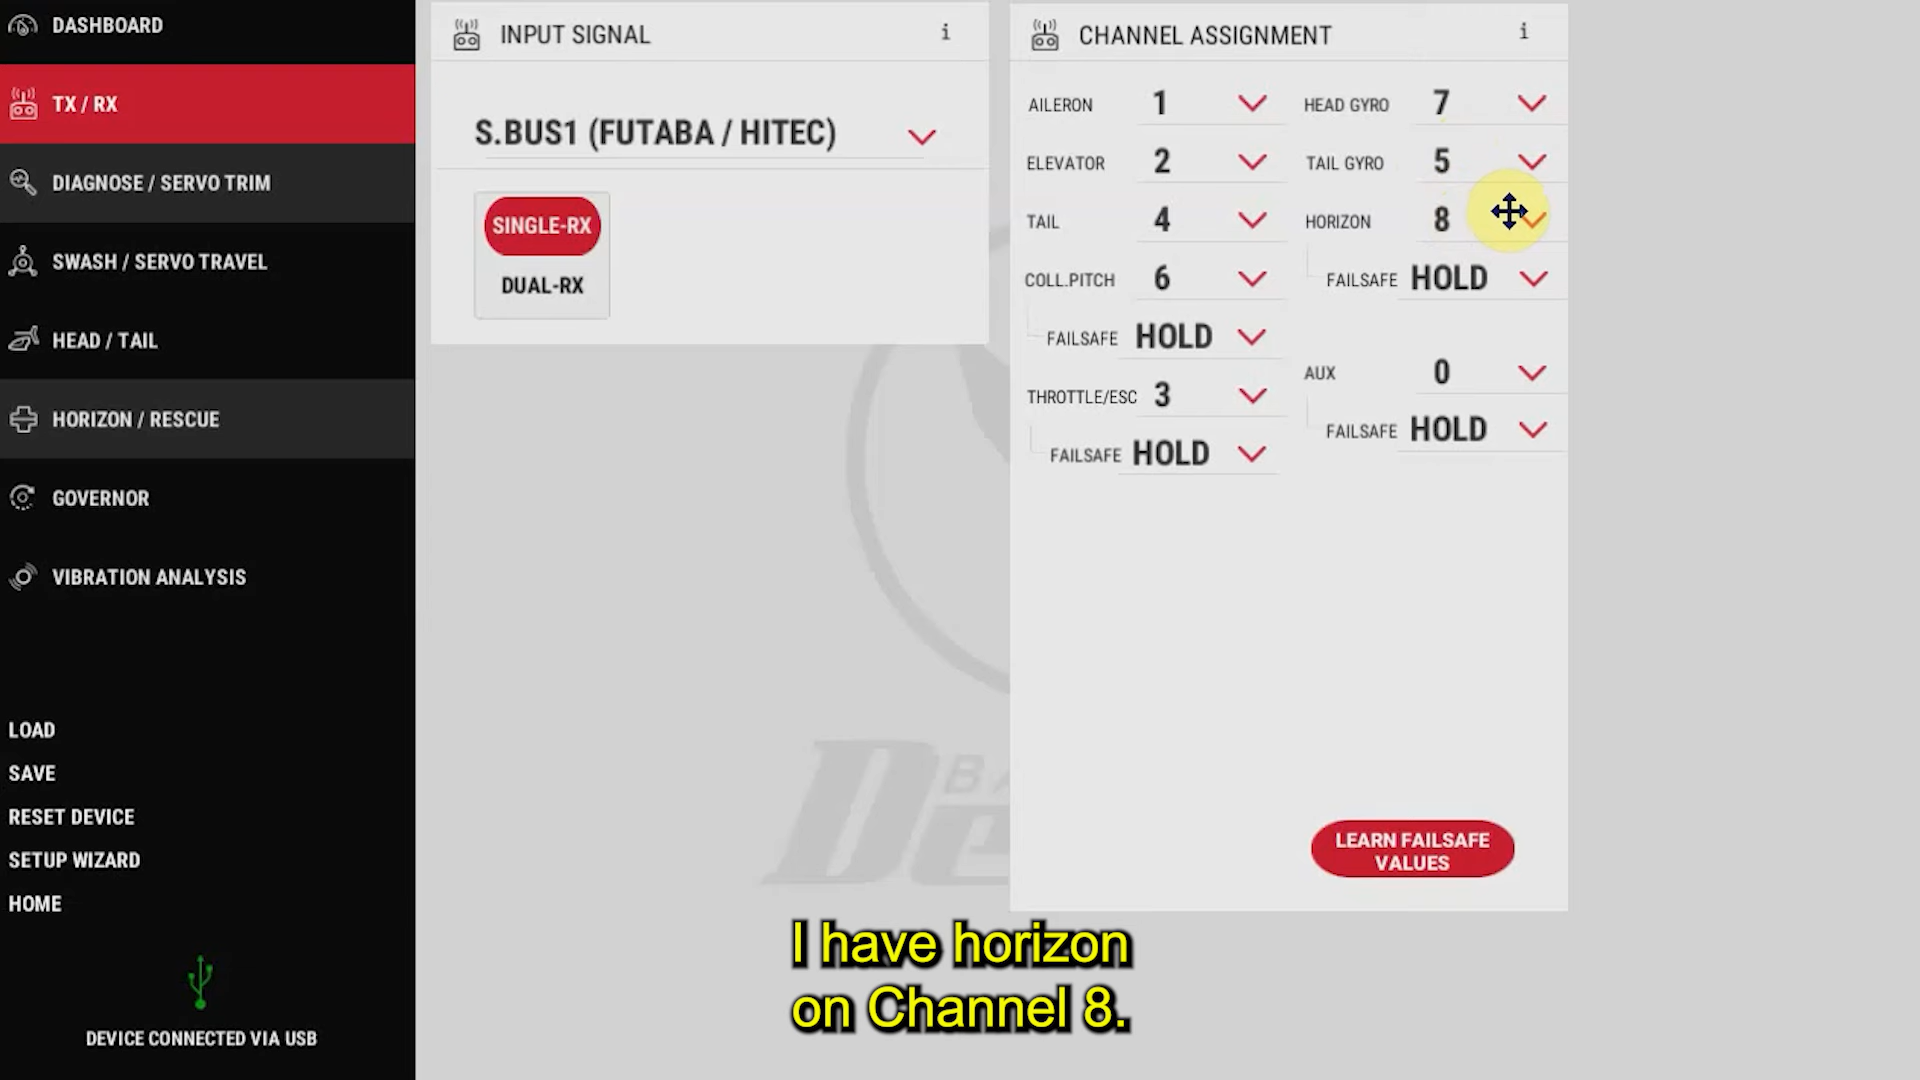 DASHBOARD
TX / RX
DIAGNOSE / SERVO TRIM
SWASH / SERVO TRAVEL
HEAD / TAIL
HORIZON / RESCUE
GOVERNOR
VIBRATION ANALYSIS
LOAD
SAVE
RESET DEVICE
SETUP WIZARD
HOME
DEVICE CONNECTED VIA USB
INPUT SIGNAL i
S.BUS1 (FUTABA / HITEC)
SINGLE-RX
DUAL-RX
CHANNEL ASSIGNMENT i
AILERON 1
ELEVATOR 2
TAIL 4
COLL.PITCH 6
FAILSAFE HOLD
THROTTLE/ESC 3
FAILSAFE HOLD
HEAD GYRO 7
TAIL GYRO 5
HORIZON 8
FAILSAFE HOLD
AUX 0
FAILSAFE HOLD
LEARN FAILSAFE
VALUES
I have horizon
on Channel 8.